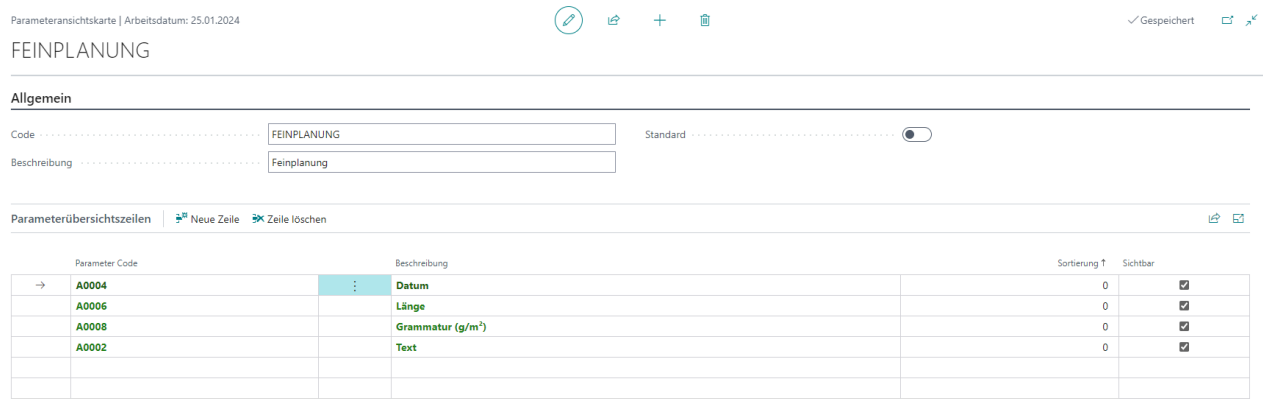 Parameteransichtskarte | Arbeitsdatum: 25.01.2024
Gespeichert
FEINPLANUNG
Allgemein
Code FEINPLANUNG Standard
Beschreibung Feinplanung
Parameterübersichtszeilen Neue Zeile Zeile löschen
Parameter Code Beschreibung Sortierung ↑ Sichtbar
A0004 Datum 0
A0006 Länge 0
A0008 Grammatur (g/m²) 0
A0002 Text 0